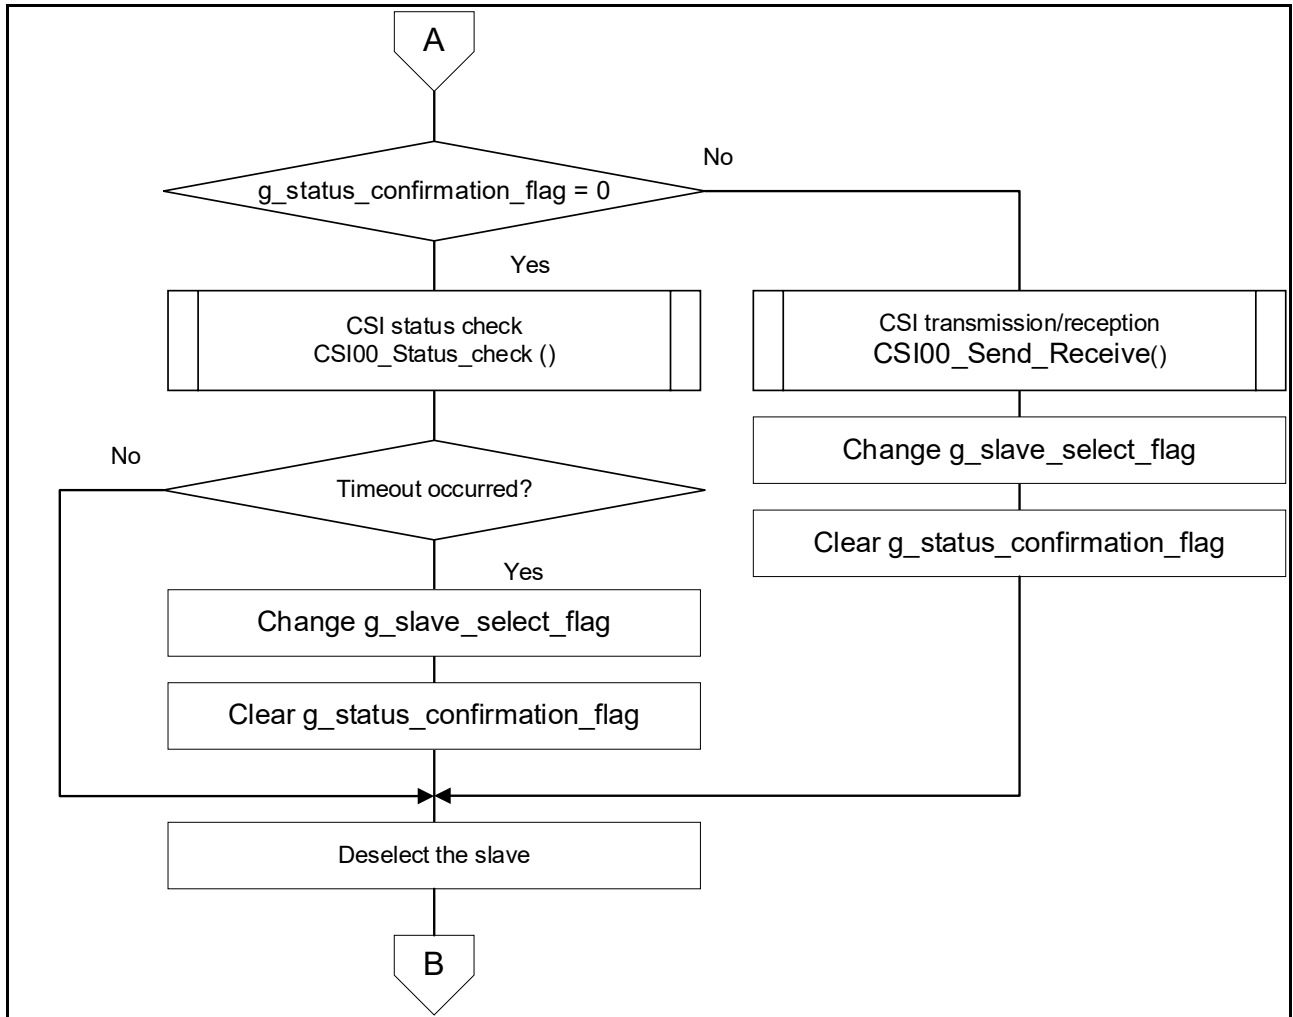 A
No
g_status_confirmation_flag = 0
Yes
CSI status check
CSI00_Status_check ()
CSI transmission/reception
CSI00_Send_Receive()
Change g_slave_select_flag
No
Timeout occurred?
Clear g_status_confirmation_flag
Yes
Change g_slave_select_flag
Clear g_status_confirmation_flag
Deselect the slave
B